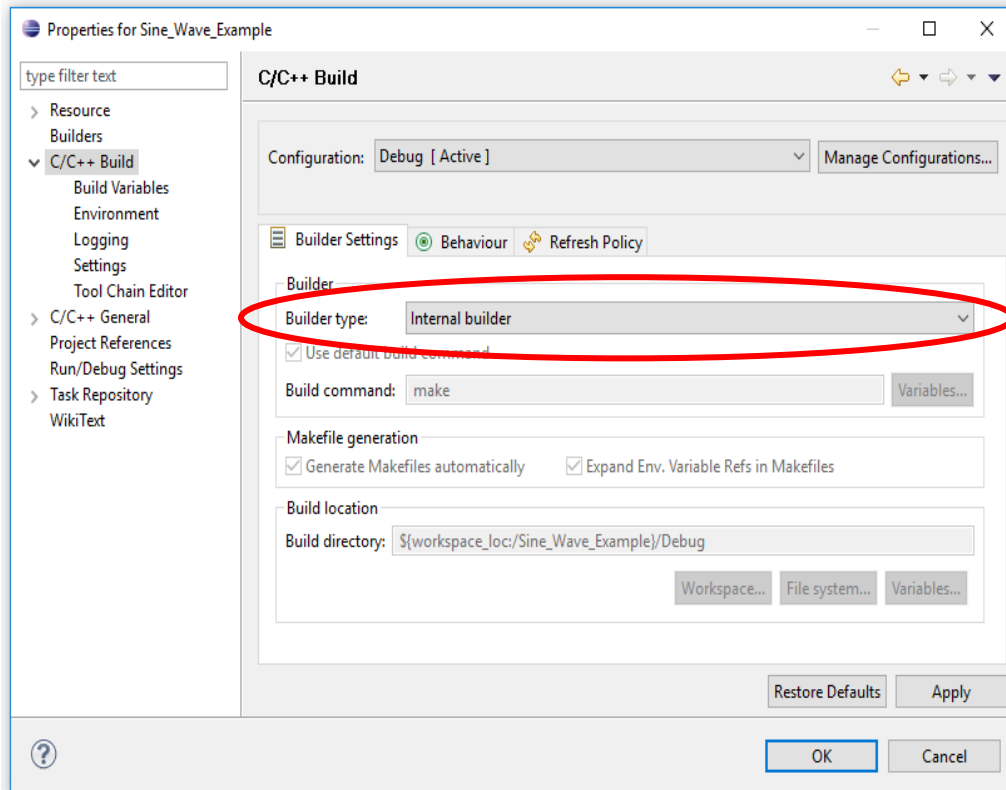 Properties for Sine_Wave_Example
type filter text
Resource
Builders
C/C++ Build
Build Variables
Environment
Logging
Settings
Tool Chain Editor
C/C++ General
Project References
Run/Debug Settings
Task Repository
WikiText
C/C++ Build
Configuration: Debug [ Active ] Manage Configurations...
Builder Settings Behaviour Refresh Policy
Builder
Builder type: Internal builder
Use default build command
Build command: make Variables...
Makefile generation
Generate Makefiles automatically Expand Env. Variable Refs in Makefiles
Build location
Build directory: ${workspace_loc:/Sine_Wave_Example}/Debug
Workspace... File system... Variables...
Restore Defaults Apply
? OK Cancel